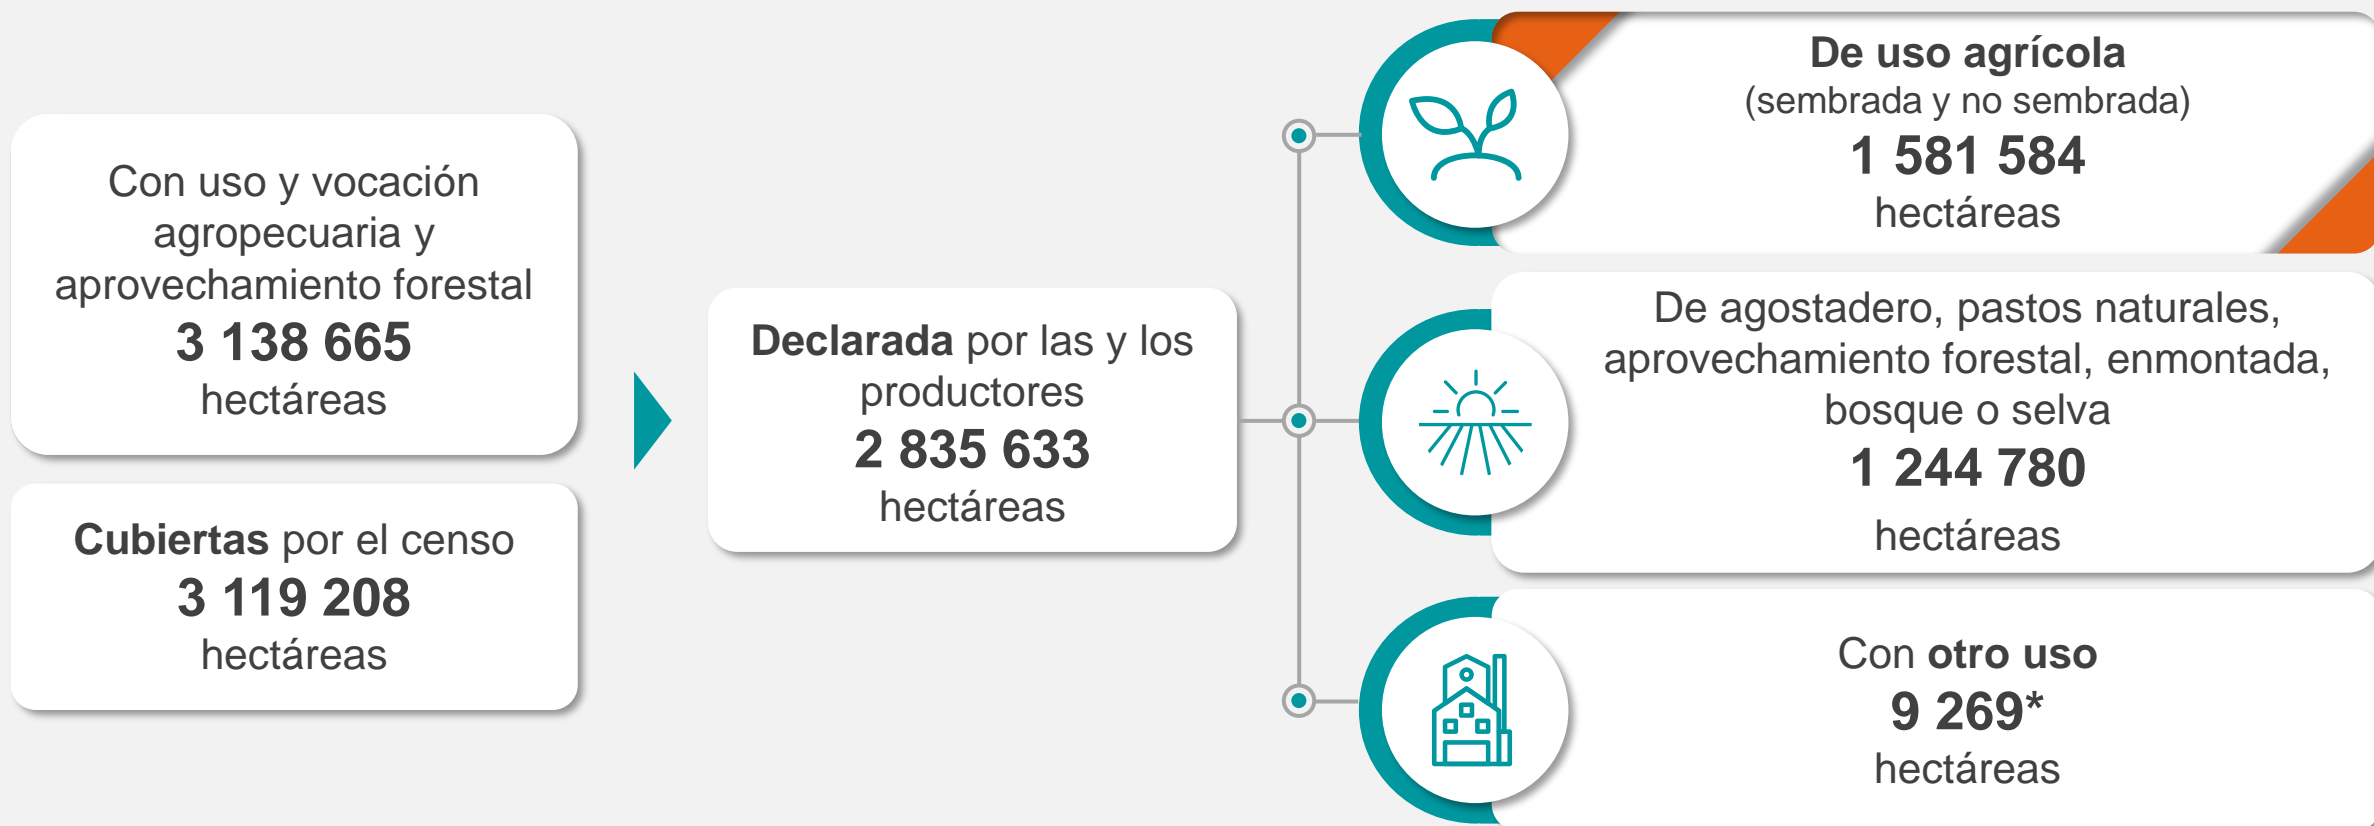 Con uso y vocación
agropecuaria y
aprovechamiento forestal
3 138 665
hectáreas
Cubiertas por el censo
3 119 208
hectáreas
Declarada por las y los
productores
2 835 633
hectáreas
De uso agrícola
(sembrada y no sembrada)
1 581 584
hectáreas
De agostadero, pastos naturales,
aprovechamiento forestal, enmontada,
bosque o selva
1 244 780
hectáreas
Con otro uso
9 269*
hectáreas